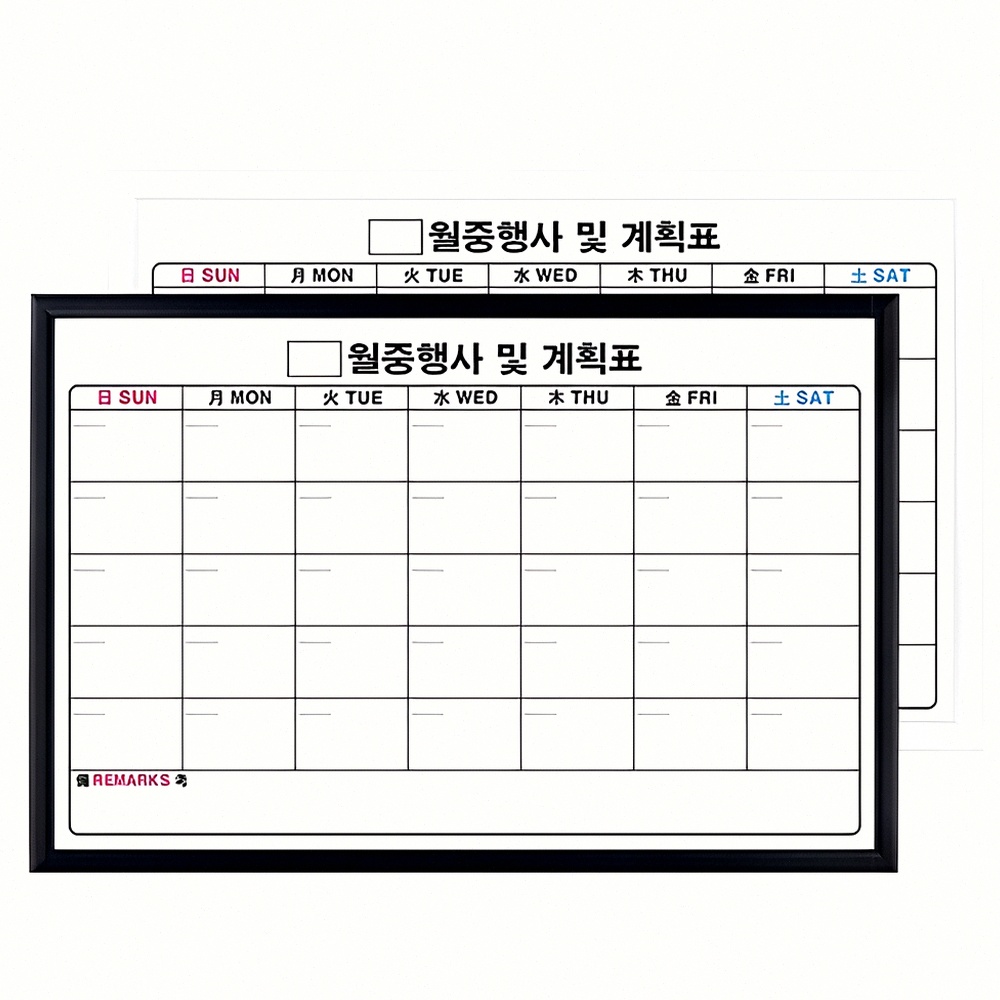 월중행사 및 계획표
日 SUN 月 MON 火 TUE 水 WED 木 THU 金 FRI 土 SAT
월중행사 및 계획표
日 SUN 月 MON 火 TUE 水 WED 木 THU 金 FRI 土 SAT
REMARKS